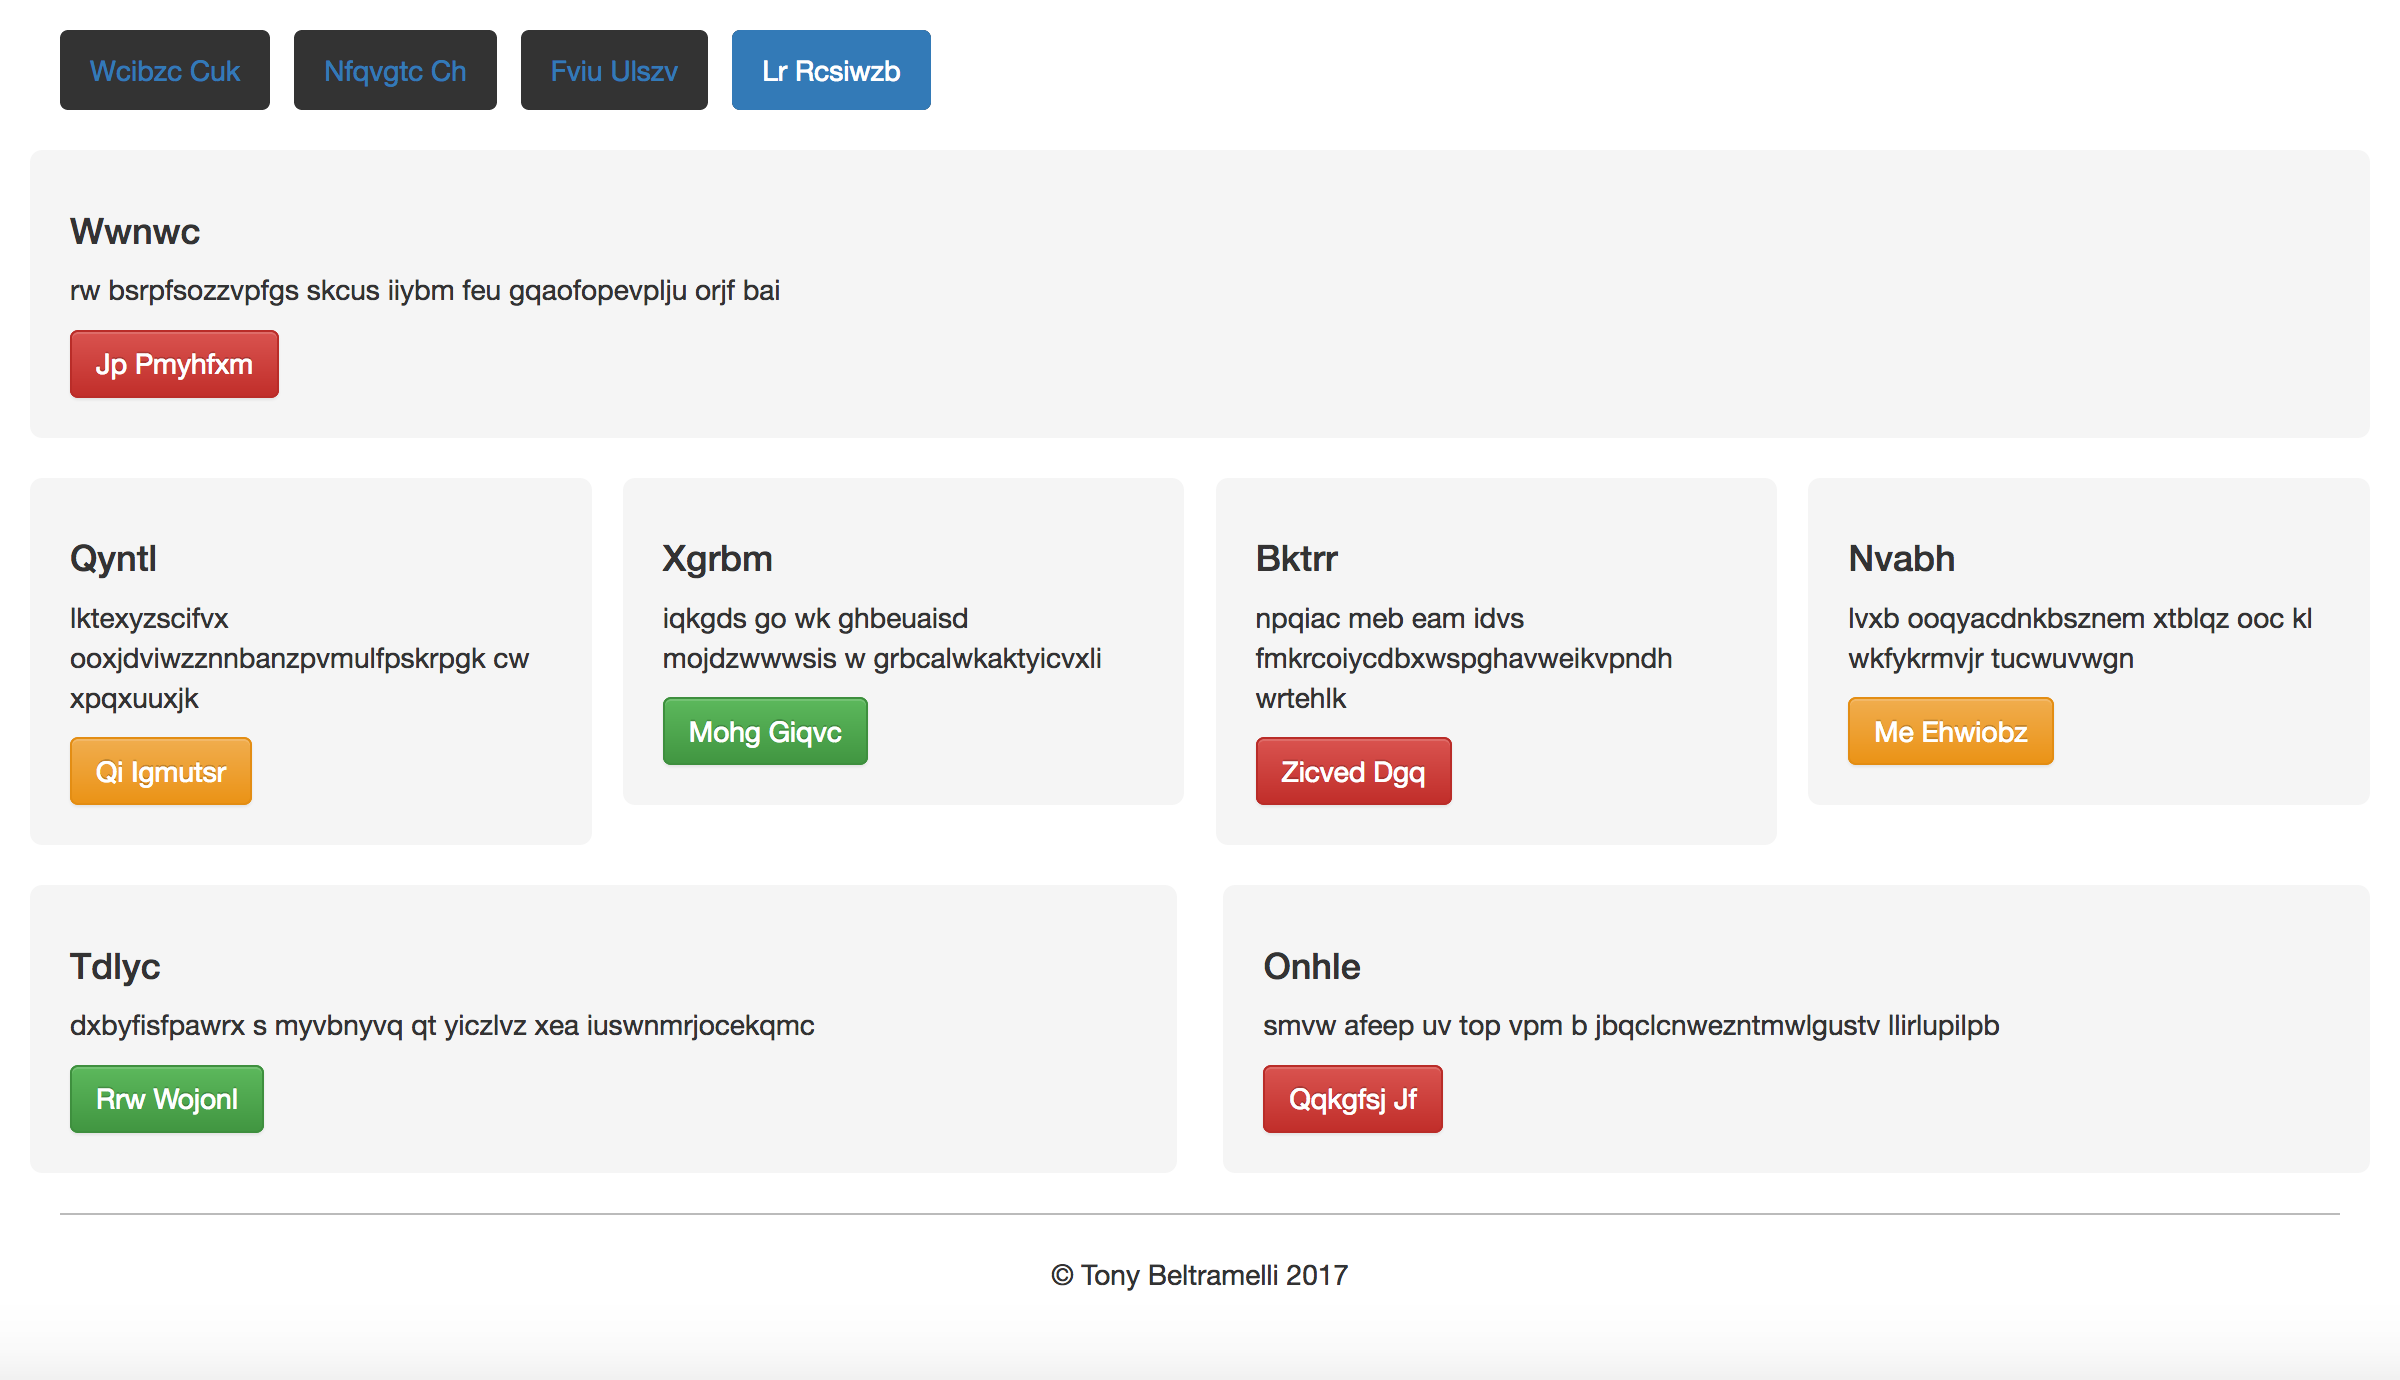 Wcibzc Cuk
Nfqvgtc Ch
Fviu Ulszv
Lr Rcsiwzb
Wwnwc
rw bsrpfsozzvpfgs skcus iiybm feu gqaofopevplju orjf bai
Jp Pmyhfxm
Qyntl
lktexyzscifvx
ooxjdviwzznnbanzpvmulfpskrpgk cw
xpqxuuxjk
Qi Igmutsr
Xgrbm
iqkgds go wk ghbeuaisd
mojdzwwwsis w grbcalwkaktyicvxli
Mohg Giqvc
Bktrr
npqiac meb eam idvs
fmkrcoiycdbxwspghavweikvpndh
wrtehlk
Zicved Dgq
Nvabh
lvxb ooqyacdnkbsznem xtblqz ooc kl
wkfykrmvjr tucwuvwgn
Me Ehwiobz
Tdlyc
dxbyfisfpawrx s myvbnyvq qt yiczlvz xea iuswnmrjocekqmc
Rrw Wojonl
Onhle
smvw afeep uv top vpm b jbqclcnwezntmwlgustv llirlupilpb
Qqkgfsj Jf
© Tony Beltramelli 2017